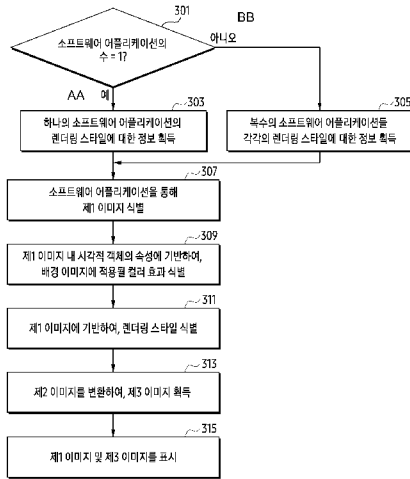 301
BB
소프트웨어 어플리케이션의
수 = 1?
아니오
AA
예
303
하나의 소프트웨어 어플리케이션의
렌더링 스타일에 대한 정보 획득
305
복수의 소프트웨어 어플리케이션들
각각의 렌더링 스타일에 대한 정보 획득
307
소프트웨어 어플리케이션을 통해
제1 이미지 식별
309
제1 이미지 내 시각적 객체의 속성에 기반하여,
배경 이미지에 적용될 컬러 효과 식별
311
제1 이미지에 기반하여, 렌더링 스타일 식별
313
제2 이미지를 변환하여, 제3 이미지 획득
315
제1 이미지 및 제3 이미지를 표시